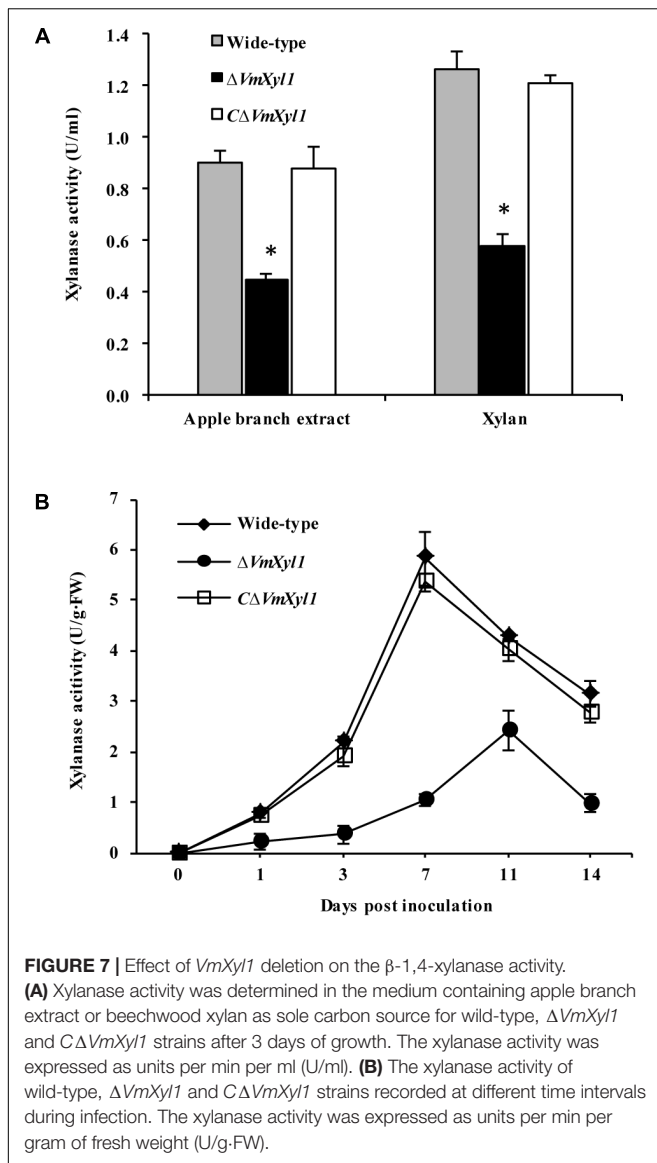 A
1.4
1.2
1.0
0.8
0.6
0.4
0.2
0.0
Xylanase activity (U/ml)
Wide-type
ΔVmXyl1
CΔVmXyl1
*
*
Apple branch extract
Xylan
B
7
6
5
4
3
2
1
0
Xylanase acitivity (U/g·FW)
Wide-type
ΔVmXyl1
CΔVmXyl1
0 1 3 7 11 14
Days post inoculation
FIGURE 7 | Effect of VmXyl1 deletion on the β-1,4-xylanase activity.
(A) Xylanase activity was determined in the medium containing apple branch
extract or beechwood xylan as sole carbon source for wild-type, ΔVmXyl1
and CΔVmXyl1 strains after 3 days of growth. The xylanase activity was
expressed as units per min per ml (U/ml). (B) The xylanase activity of
wild-type, ΔVmXyl1 and CΔVmXyl1 strains recorded at different time intervals
during infection. The xylanase activity was expressed as units per min per
gram of fresh weight (U/g·FW).